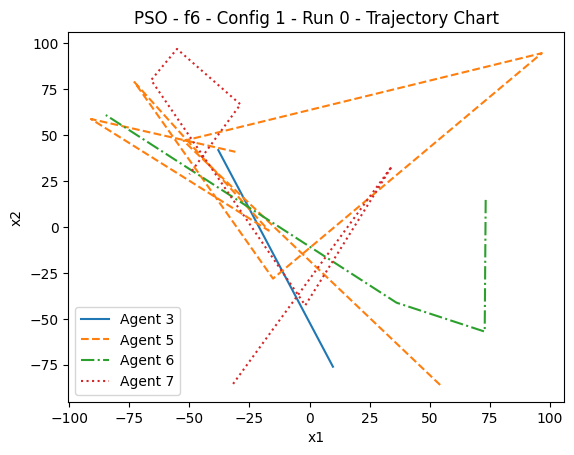 PSO - f6 - Config 1 - Run 0 - Trajectory Chart
100
75
50
25
0
−25
−50
−75
x2
Agent 3
Agent 5
Agent 6
Agent 7
−100 −75 −50 −25 0 25 50 75 100
x1